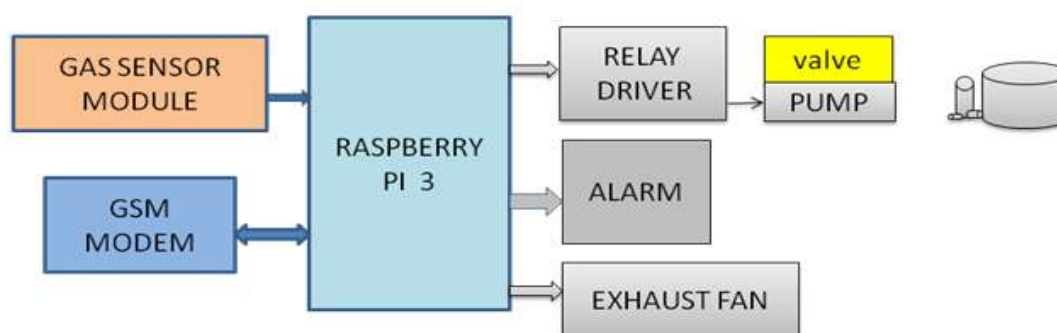 GAS SENSOR
MODULE
GSM
MODEM
RASPBERRY
PI 3
RELAY
DRIVER
valve
PUMP
ALARM
EXHAUST FAN